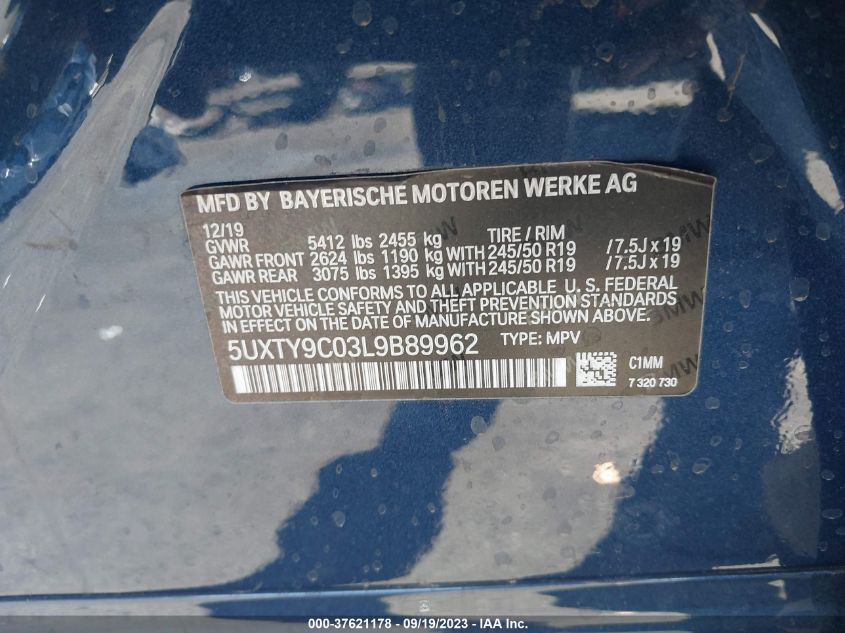 MFD BY BAYERISCHE MOTOREN WERKE AG
12/19 TIRE / RIM
GVWR 5412 lbs 2455 kg
GAWR FRONT 2624 lbs 1190 kg WITH 245/50 R19 /7.5J x 19
GAWR REAR 3075 lbs 1395 kg WITH 245/50 R19 /7.5J x 19
THIS VEHICLE CONFORMS TO ALL APPLICABLE U. S. FEDERAL
MOTOR VEHICLE SAFETY AND THEFT PREVENTION STANDARDS
IN EFFECT ON THE DATE OF MANUFACTURE SHOWN ABOVE.
5UXTY9C03L9B89962 TYPE: MPV
C1MM
7 320 730
000-37621178 - 09/19/2023 - IAA Inc.